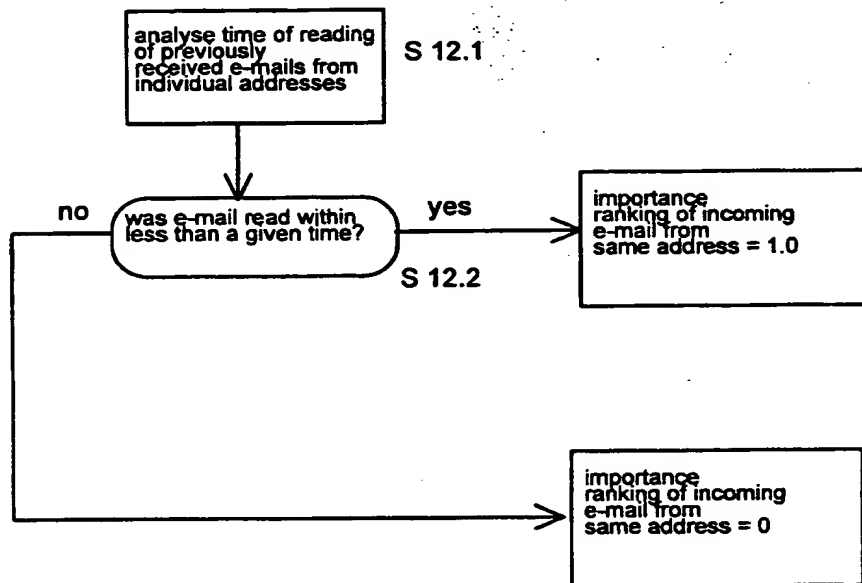 analyse time of reading
of previously
received e-mails from
individual addresses
S 12.1
no
was e-mail read within
less than a given time?
yes
S 12.2
importance
ranking of incoming
e-mail from
same address = 1.0
importance
ranking of incoming
e-mail from
same address = 0